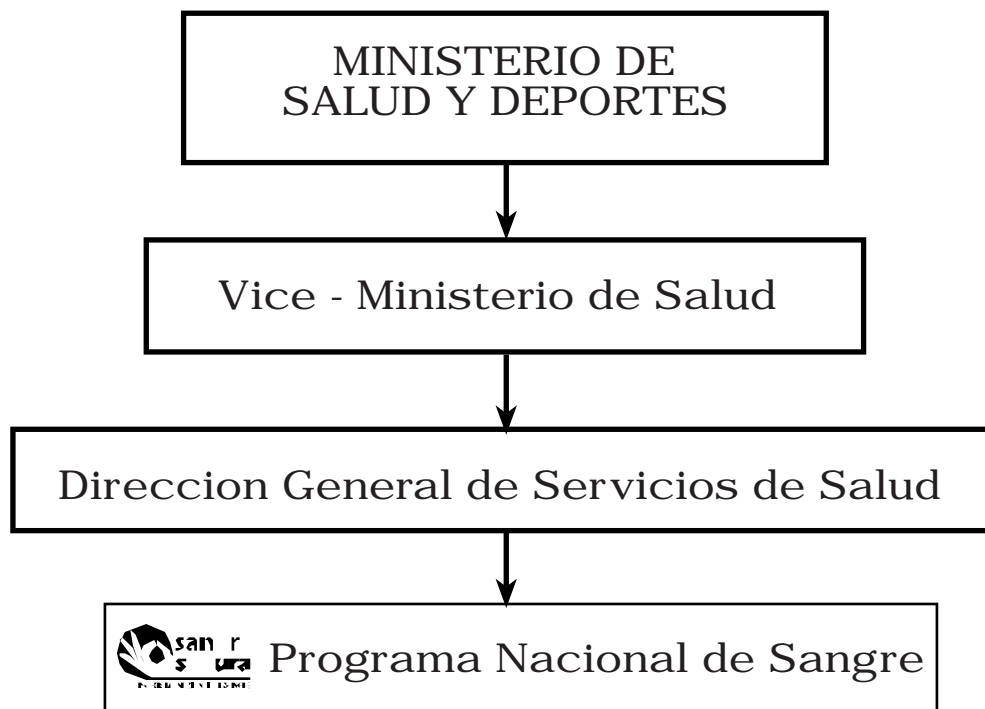 MINISTERIO DE
SALUD Y DEPORTES
Vice - Ministerio de Salud
Direccion General de Servicios de Salud
Programa Nacional de Sangre